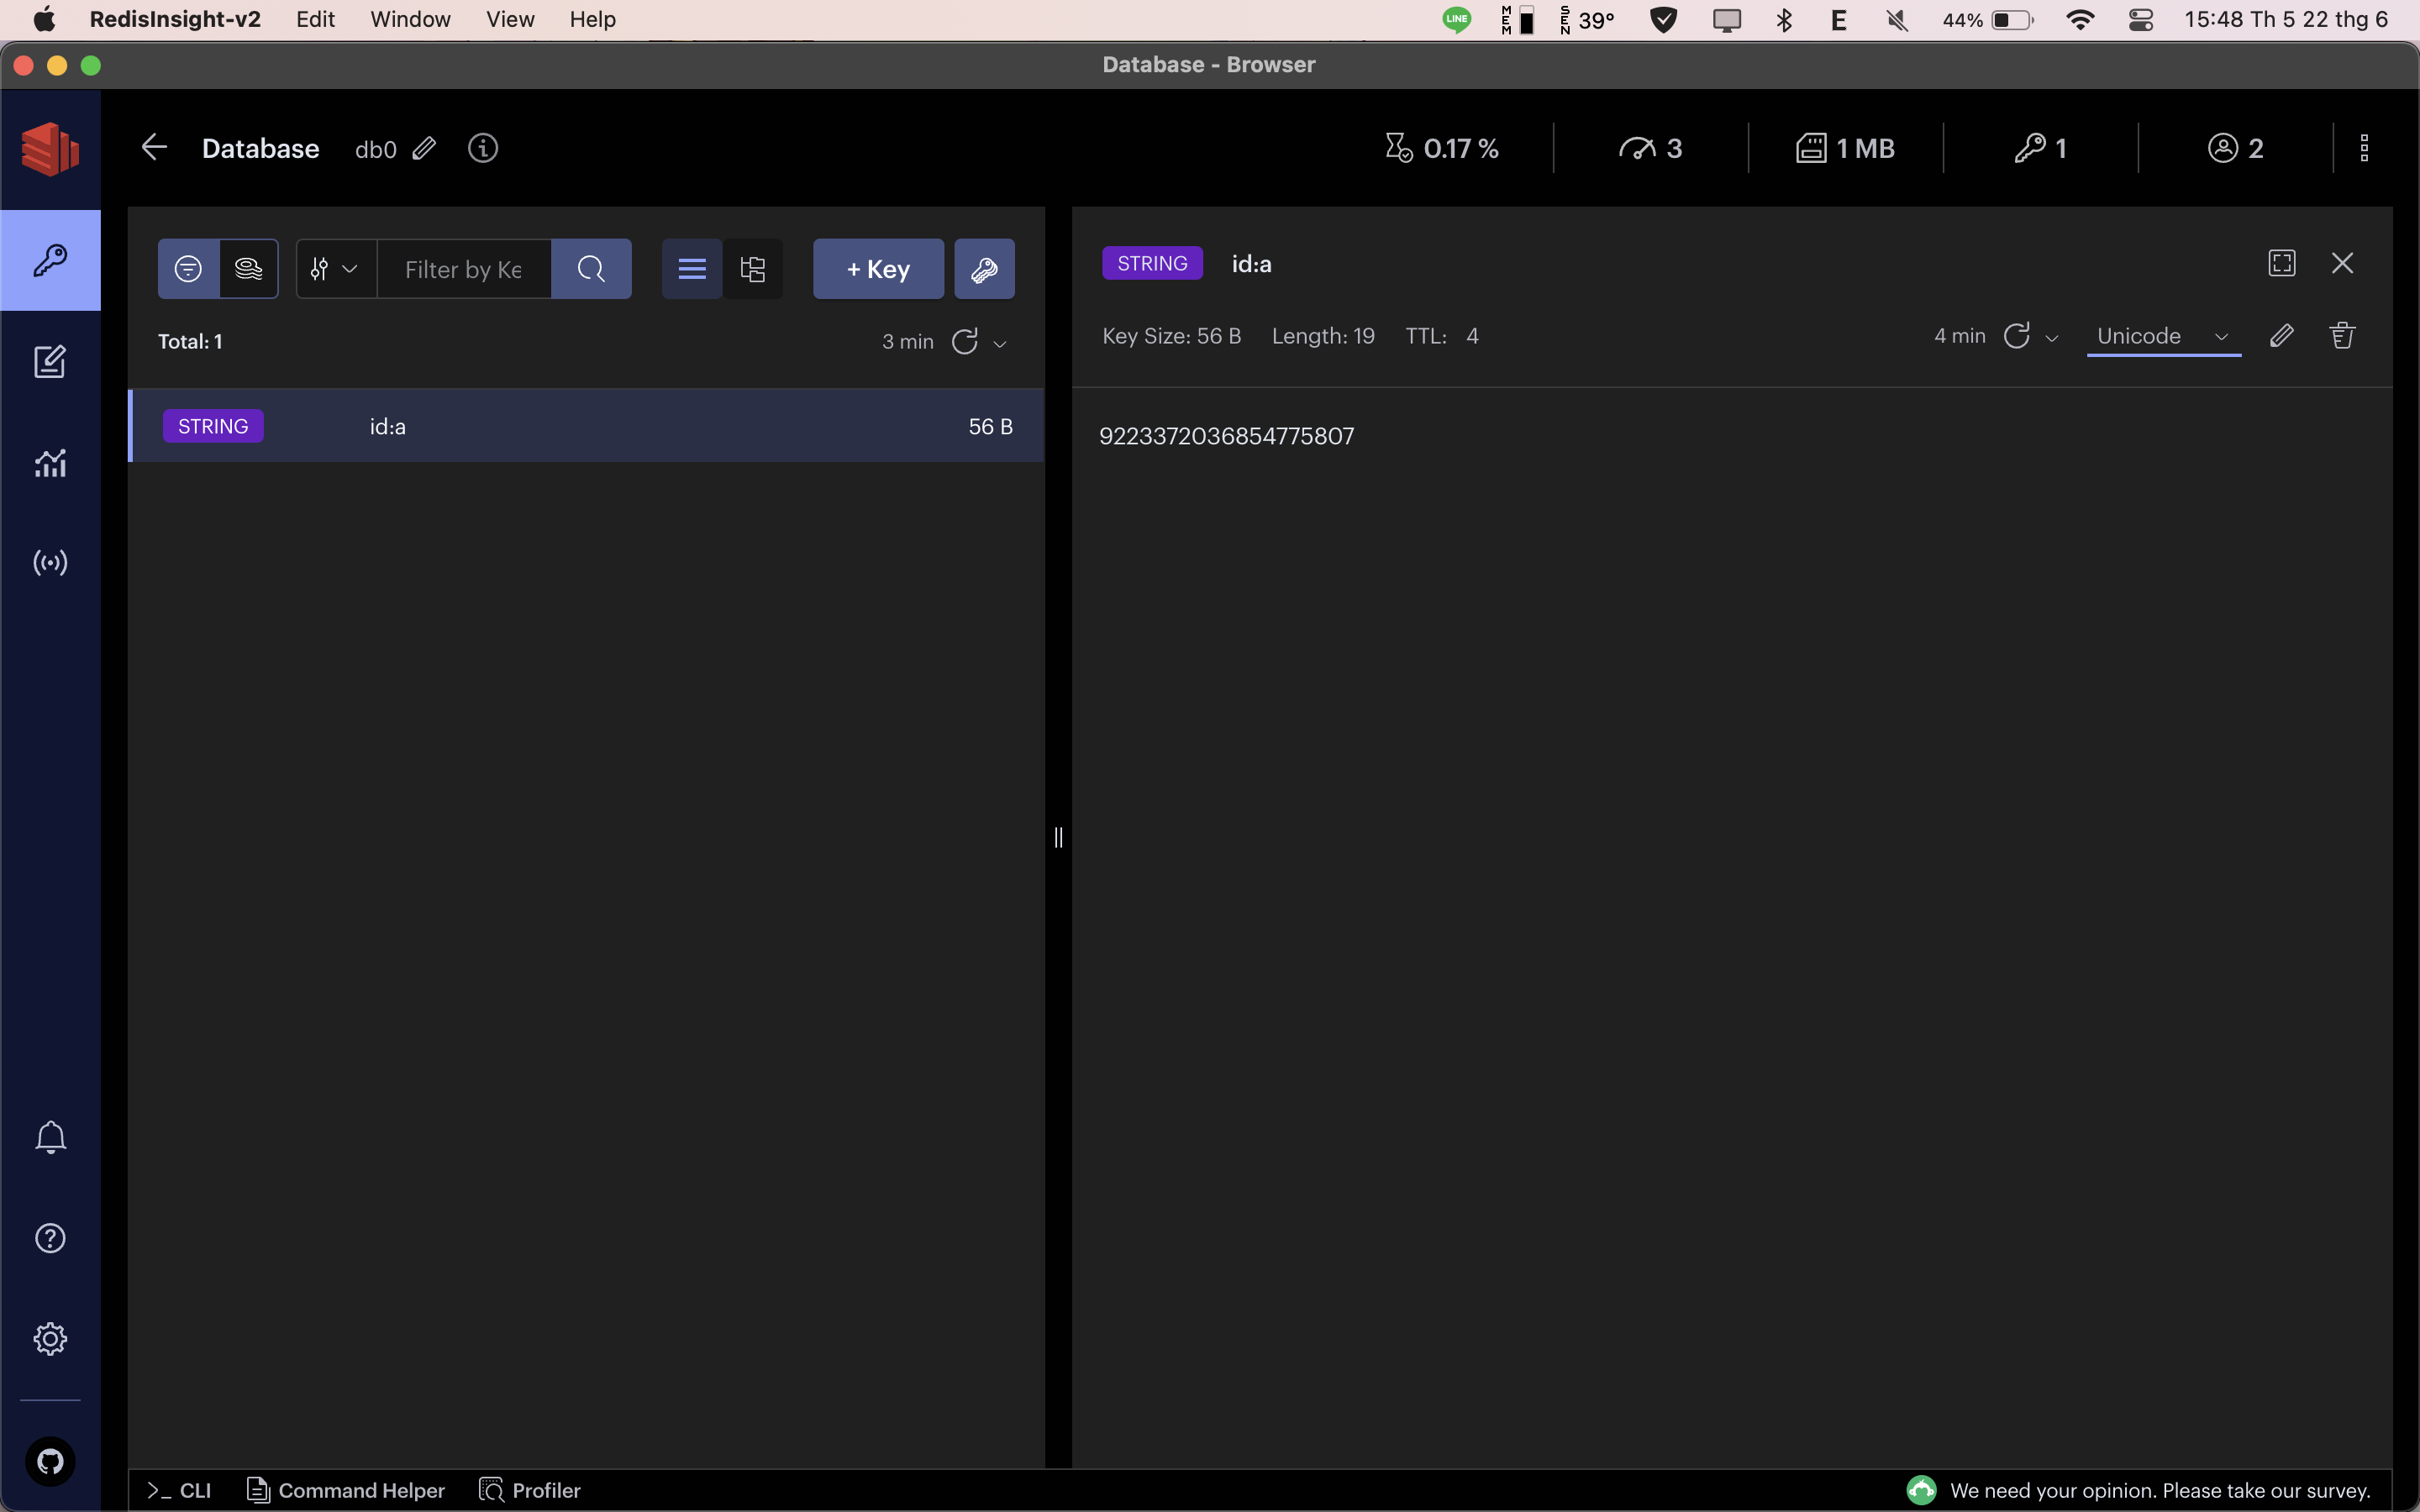 RedisInsight-v2 Edit Window View Help LINE MEM SEN 39° E 44% 15:48 Th 5 22 thg 6
Database - Browser
Database db0 0.17 % 3 1 MB 1 2
Filter by Ke + Key
Total: 1 3 min
STRING id:a 56 B
STRING id:a
Key Size: 56 B Length: 19 TTL: 4 4 min Unicode
9223372036854775807
>_ CLI Command Helper Profiler We need your opinion. Please take our survey.